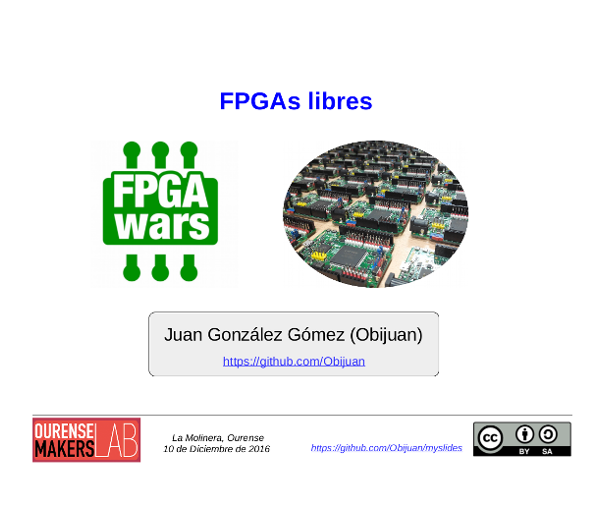 FPGAs libres
FPGA
wars
Juan González Gómez (Obijuan)
https://github.com/Obijuan
OURENSE
MAKERS LAB
La Molinera, Ourense
10 de Diciembre de 2016
https://github.com/Obijuan/myslides
cc
BY SA